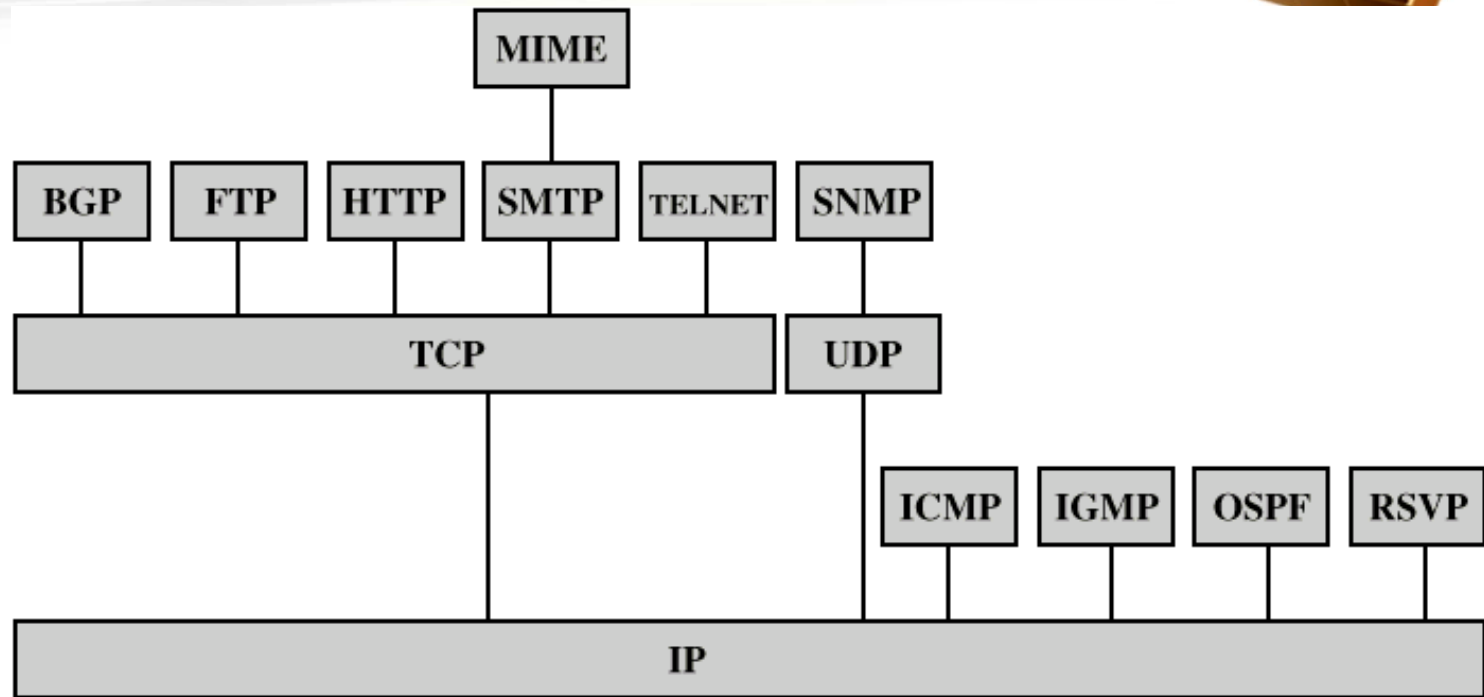 MIME
BGP FTP HTTP SMTP TELNET SNMP
TCP UDP
ICMP IGMP OSPF RSVP
IP